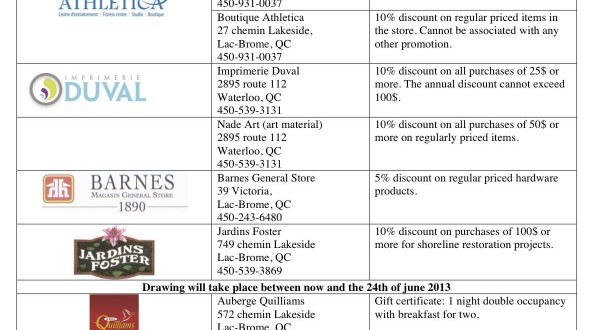 ATHLETICA
Centre d'entraînement - Fitness centre - Studio - Boutique
450-931-0037
Boutique Athletica
27 chemin Lakeside,
Lac-Brome, QC
450-931-0037
10% discount on regular priced items in
the store. Cannot be associated with any
other promotion.
IMPRIMERIE
DUVAL
Imprimerie Duval
2895 route 112
Waterloo, QC
450-539-3131
10% discount on all purchases of 25$ or
more. The annual discount cannot exceed
100$.
Nade Art (art material)
2895 route 112
Waterloo, QC
450-539-3131
10% discount on all purchases of 50$ or
more on regularly priced items.
BARNES
MAGASIN GENERAL STORE
1890
Barnes General Store
39 Victoria,
Lac-Brome, QC
450-243-6480
5% discount on regular priced hardware
products.
JARDINS
FOSTER
Jardins Foster
749 chemin Lakeside
Lac-Brome, QC
450-539-3869
10% discount on purchases of 100$ or
more for shoreline restoration projects.
Drawing will take place between now and the 24th of june 2013
Quilliams
Auberge Quilliams
572 chemin Lakeside
Lac-Brome, QC
Gift certificate: 1 night double occupancy
with breakfast for two.